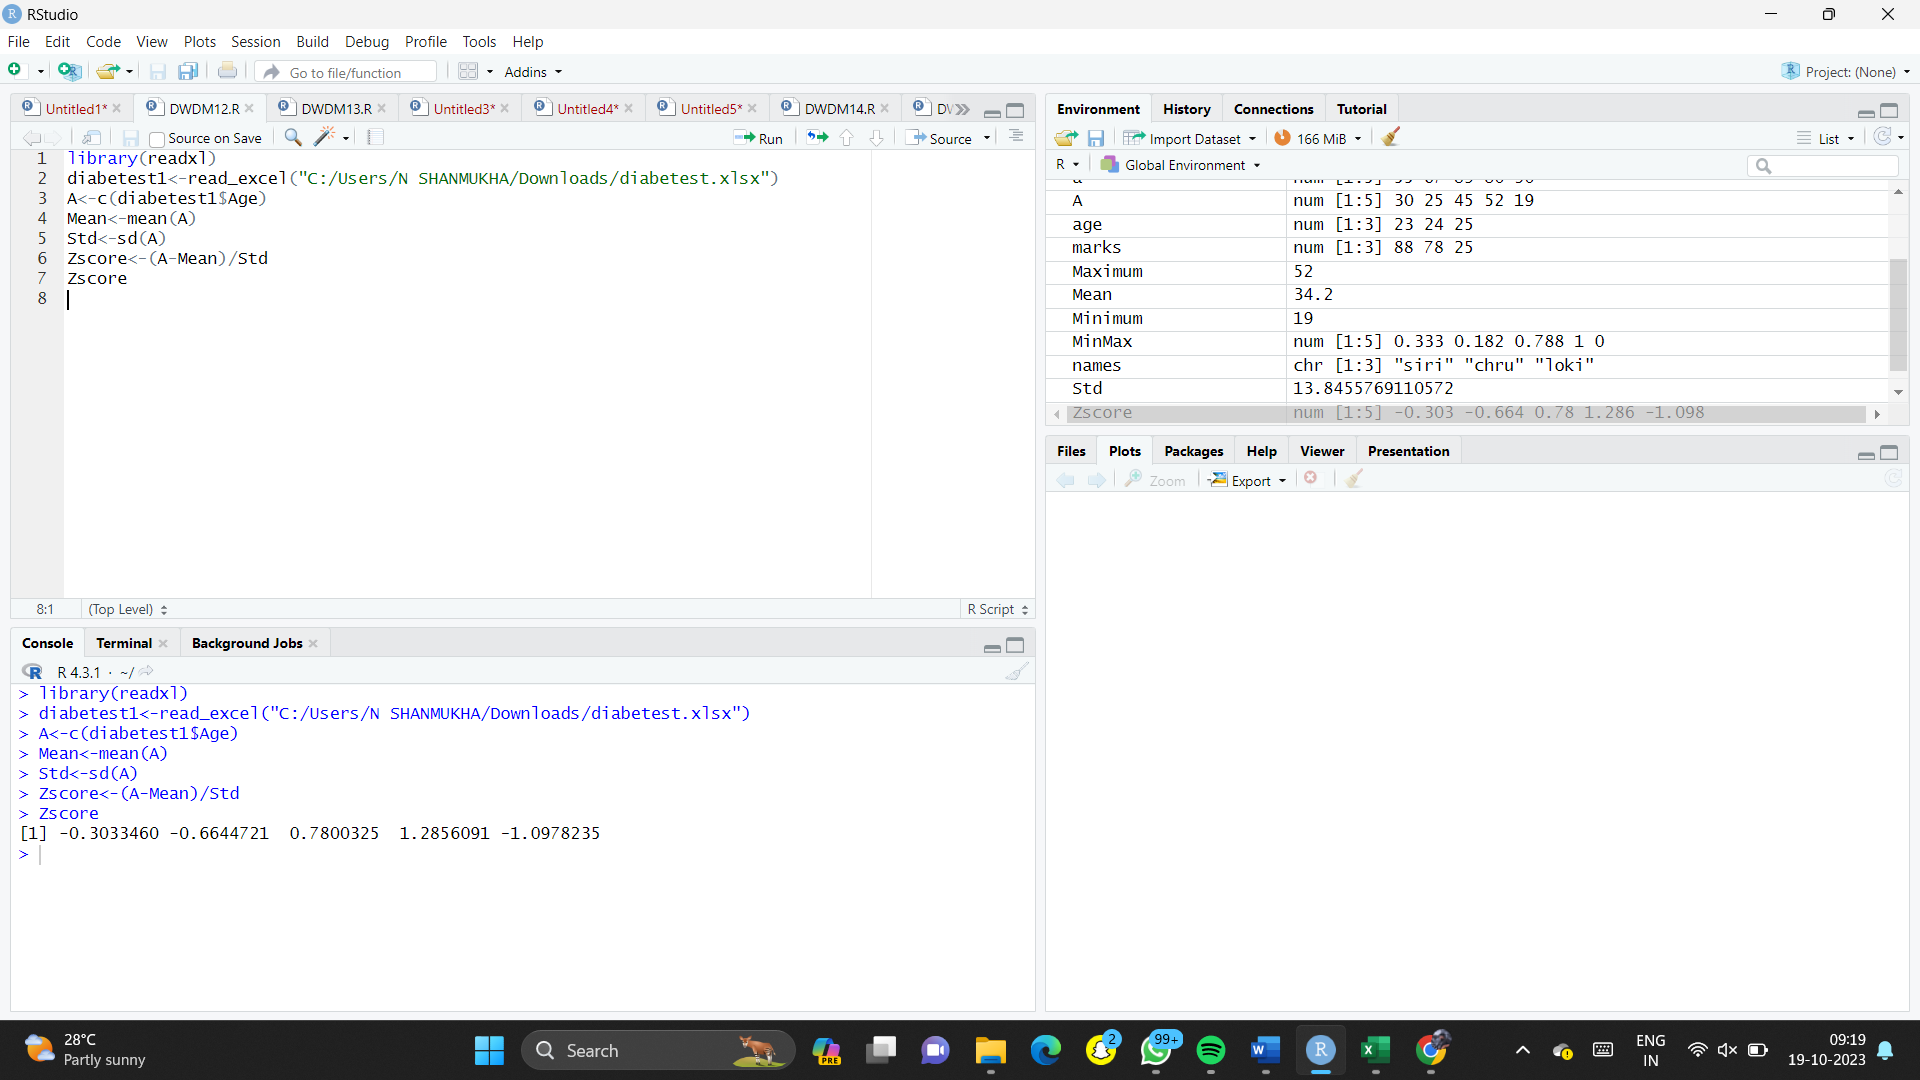 RStudio
File Edit Code View Plots Session Build Debug Profile Tools Help
Go to file/function Addins Project: (None)
Untitled1* DWDM12.R DWDM13.R Untitled3* Untitled4* Untitled5* DWDM14.R
Source on Save Run Source
1 library(readxl)
2 diabetest1<-read_excel("C:/Users/N SHANMUKHA/Downloads/diabetest.xlsx")
3 A<-c(diabetest1$Age)
4 Mean<-mean(A)
5 Std<-sd(A)
6 Zscore<-(A-Mean)/Std
7 Zscore
8
8:1 (Top Level) R Script
Console Terminal Background Jobs
R 4.3.1 · ~/
> library(readxl)
> diabetest1<-read_excel("C:/Users/N SHANMUKHA/Downloads/diabetest.xlsx")
> A<-c(diabetest1$Age)
> Mean<-mean(A)
> Std<-sd(A)
> Zscore<-(A-Mean)/Std
> Zscore
[1] -0.3033460 -0.6644721 0.7800325 1.2856091 -1.0978235
>
Environment History Connections Tutorial
Import Dataset 166 MiB List
R Global Environment
A num [1:5] 30 25 45 52 19
age num [1:3] 23 24 25
marks num [1:3] 88 78 25
Maximum 52
Mean 34.2
Minimum 19
MinMax num [1:5] 0.333 0.182 0.788 1 0
names chr [1:3] "siri" "chru" "loki"
Std 13.8455769110572
Zscore num [1:5] -0.303 -0.664 0.78 1.286 -1.098
Files Plots Packages Help Viewer Presentation
Zoom Export
28°C
Partly sunny
Search
PRE
2
99+
ENG
IN
09:19
19-10-2023